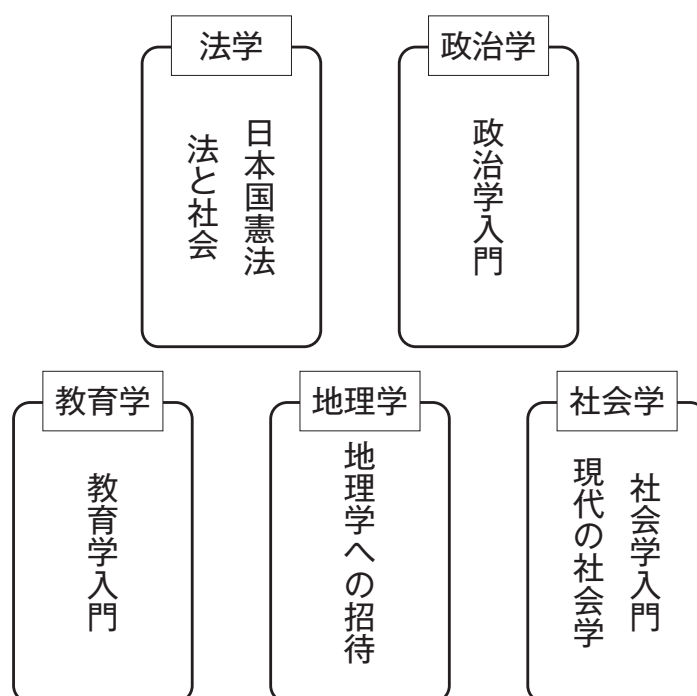 法学
日本国憲法
法と社会
政治学
政治学入門
教育学
教育学入門
地理学
地理学への招待
社会学
社会学入門
現代の社会学